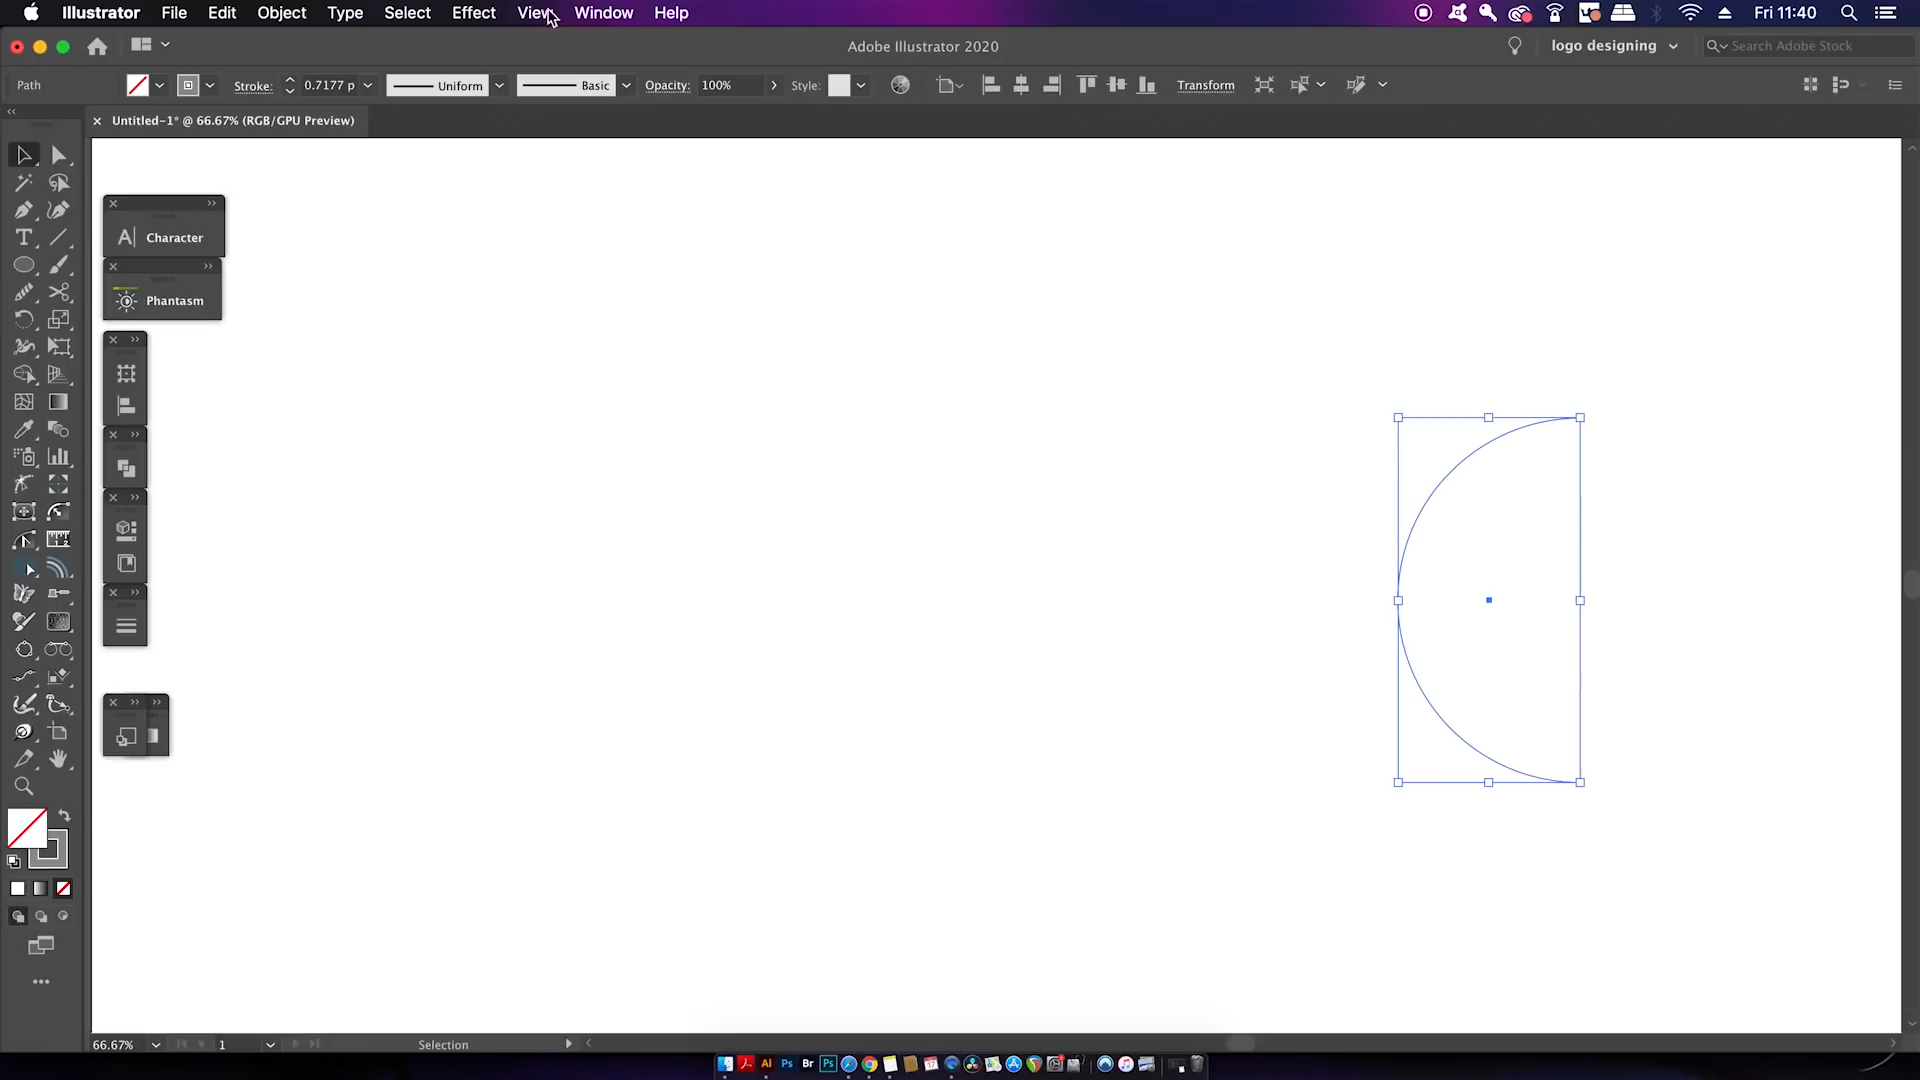 Illustrator File Edit Object Type Select Effect View Window Help Fri 11:40
Adobe Illustrator 2020 logo designing Search Adobe Stock
Path Stroke: 0.7177 p Uniform Basic Opacity: 100% Style: Transform
Untitled-1* @ 66.67% (RGB/GPU Preview)
Character
Phantasm
66.67% 1 Selection